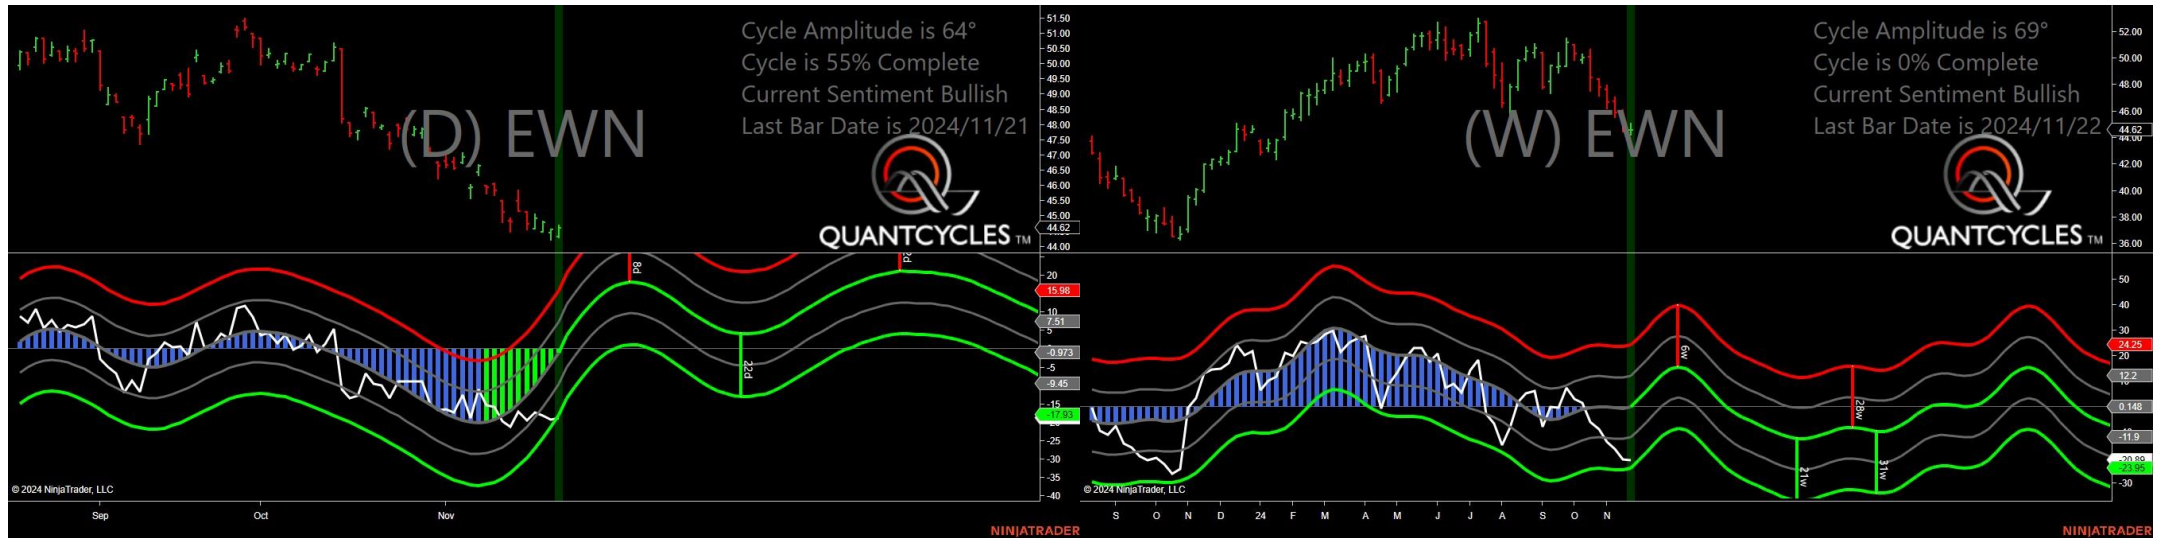 Cycle Amplitude is 64°
Cycle is 55% Complete
Current Sentiment Bullish
Last Bar Date is 2024/11/21
(D) EWN
QUANTCYCLES TM
51.50
51.00
50.50
50.00
49.50
49.00
48.50
48.00
47.50
47.00
46.50
46.00
45.50
45.00
44.62
44.00
8d
22d
20
15.98
10
7.51
5
-0.973
-5
-9.45
-15
-17.93
-25
-30
-35
-40
© 2024 NinjaTrader, LLC
Sep Oct Nov
NINJATRADER
Cycle Amplitude is 69°
Cycle is 0% Complete
Current Sentiment Bullish
Last Bar Date is 2024/11/22
(W) EWN
QUANTCYCLES TM
52.00
50.00
48.00
46.00
44.62
44.00
42.00
40.00
38.00
36.00
6w
21w
28w
31w
50
40
30
24.25
20
12.2
0.148
-11.9
-20.89
-23.95
-30
© 2024 NinjaTrader, LLC
S O N D 24 F M A M J J A S O N
NINJATRADER